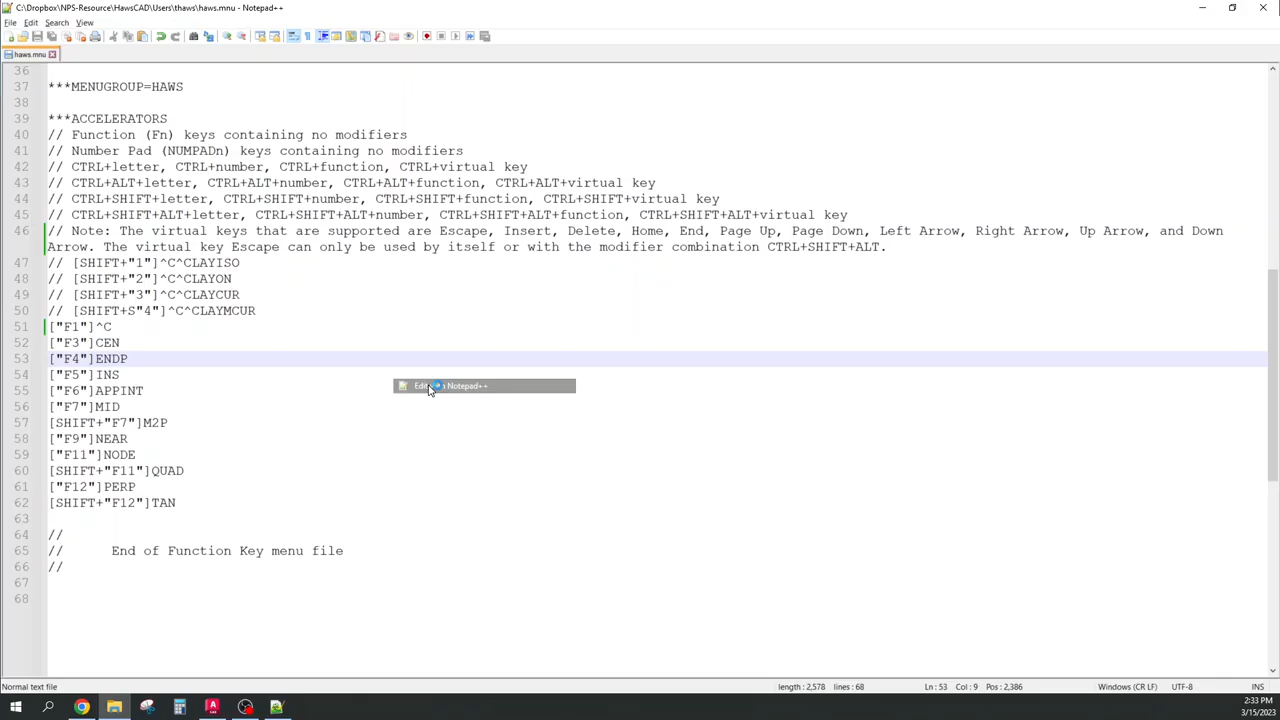 C:\Dropbox\NPS-Resource\HawsCAD\Users\thaws\haws.mnu - Notepad++
File Edit Search View
haws.mnu
36
37 ***MENUGROUP=HAWS
38
39 ***ACCELERATORS
40 // Function (Fn) keys containing no modifiers
41 // Number Pad (NUMPADn) keys containing no modifiers
42 // CTRL+letter, CTRL+number, CTRL+function, CTRL+virtual key
43 // CTRL+ALT+letter, CTRL+ALT+number, CTRL+ALT+function, CTRL+ALT+virtual key
44 // CTRL+SHIFT+letter, CTRL+SHIFT+number, CTRL+SHIFT+function, CTRL+SHIFT+virtual key
45 // CTRL+SHIFT+ALT+letter, CTRL+SHIFT+ALT+number, CTRL+SHIFT+ALT+function, CTRL+SHIFT+ALT+virtual key
46 // Note: The virtual keys that are supported are Escape, Insert, Delete, Home, End, Page Up, Page Down, Left Arrow, Right Arrow, Up Arrow, and Down
Arrow. The virtual key Escape can only be used by itself or with the modifier combination CTRL+SHIFT+ALT.
47 // [SHIFT+"1"]^C^CLAYISO
48 // [SHIFT+"2"]^C^CLAYON
49 // [SHIFT+"3"]^C^CLAYCUR
50 // [SHIFT+S"4"]^C^CLAYMCUR
51 ["F1"]^C
52 ["F3"]CEN
53 ["F4"]ENDP
54 ["F5"]INS
55 ["F6"]APPINT
Notepad++
56 ["F7"]MID
57 [SHIFT+"F7"]M2P
58 ["F9"]NEAR
59 ["F11"]NODE
60 [SHIFT+"F11"]QUAD
61 ["F12"]PERP
62 [SHIFT+"F12"]TAN
63
64 //
65 // End of Function Key menu file
66 //
67
68
Normal text file length : 2,578 lines : 68 Ln : 53 Col : 9 Pos : 2,386 Windows (CR LF) UTF-8 INS
2:33 PM
3/15/2023